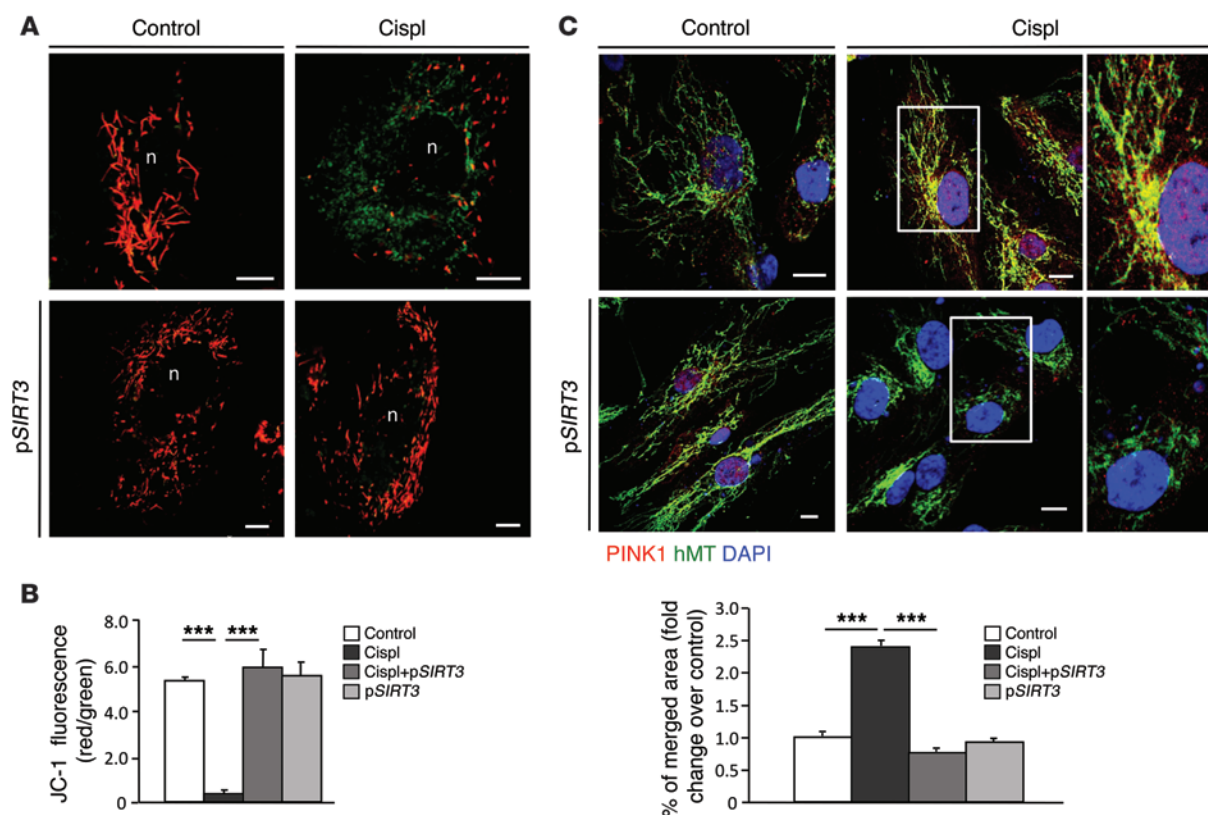 A
Control
Cispl
n
n
pSIRT3
n
n
C
Control
Cispl
pSIRT3
PINK1 hMT DAPI
B
JC-1 fluorescence
(red/green)
8.0
6.0
4.0
2.0
0
***
***
Control
Cispl
Cispl+pSIRT3
pSIRT3
% of merged area (fold
change over control)
3.0
2.5
2.0
1.5
1.0
0.5
0
***
***
Control
Cispl
Cispl+pSIRT3
pSIRT3